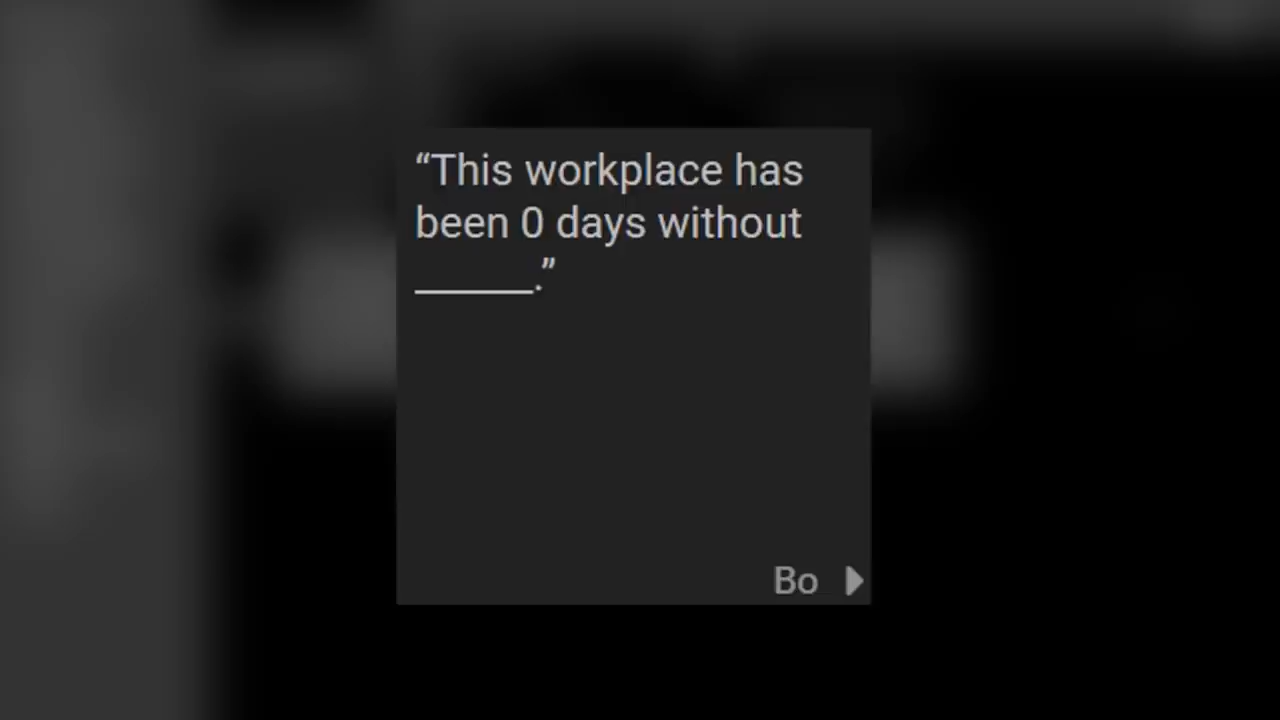 “This workplace has
been 0 days without
______.”
Bo